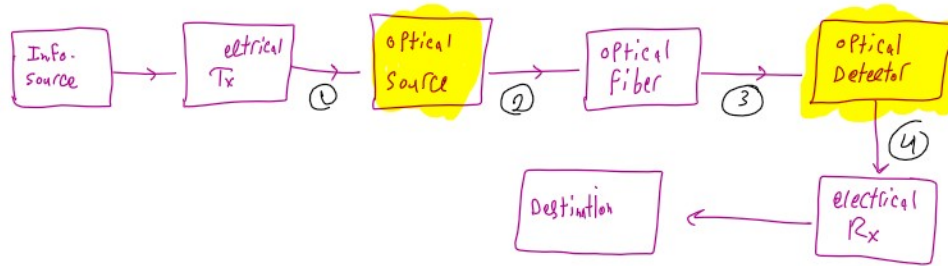 Info.
source
eltrical
Tx
1
optical
source
2
optical
fiber
3
optical
Detector
4
electrical
Rx
Destination